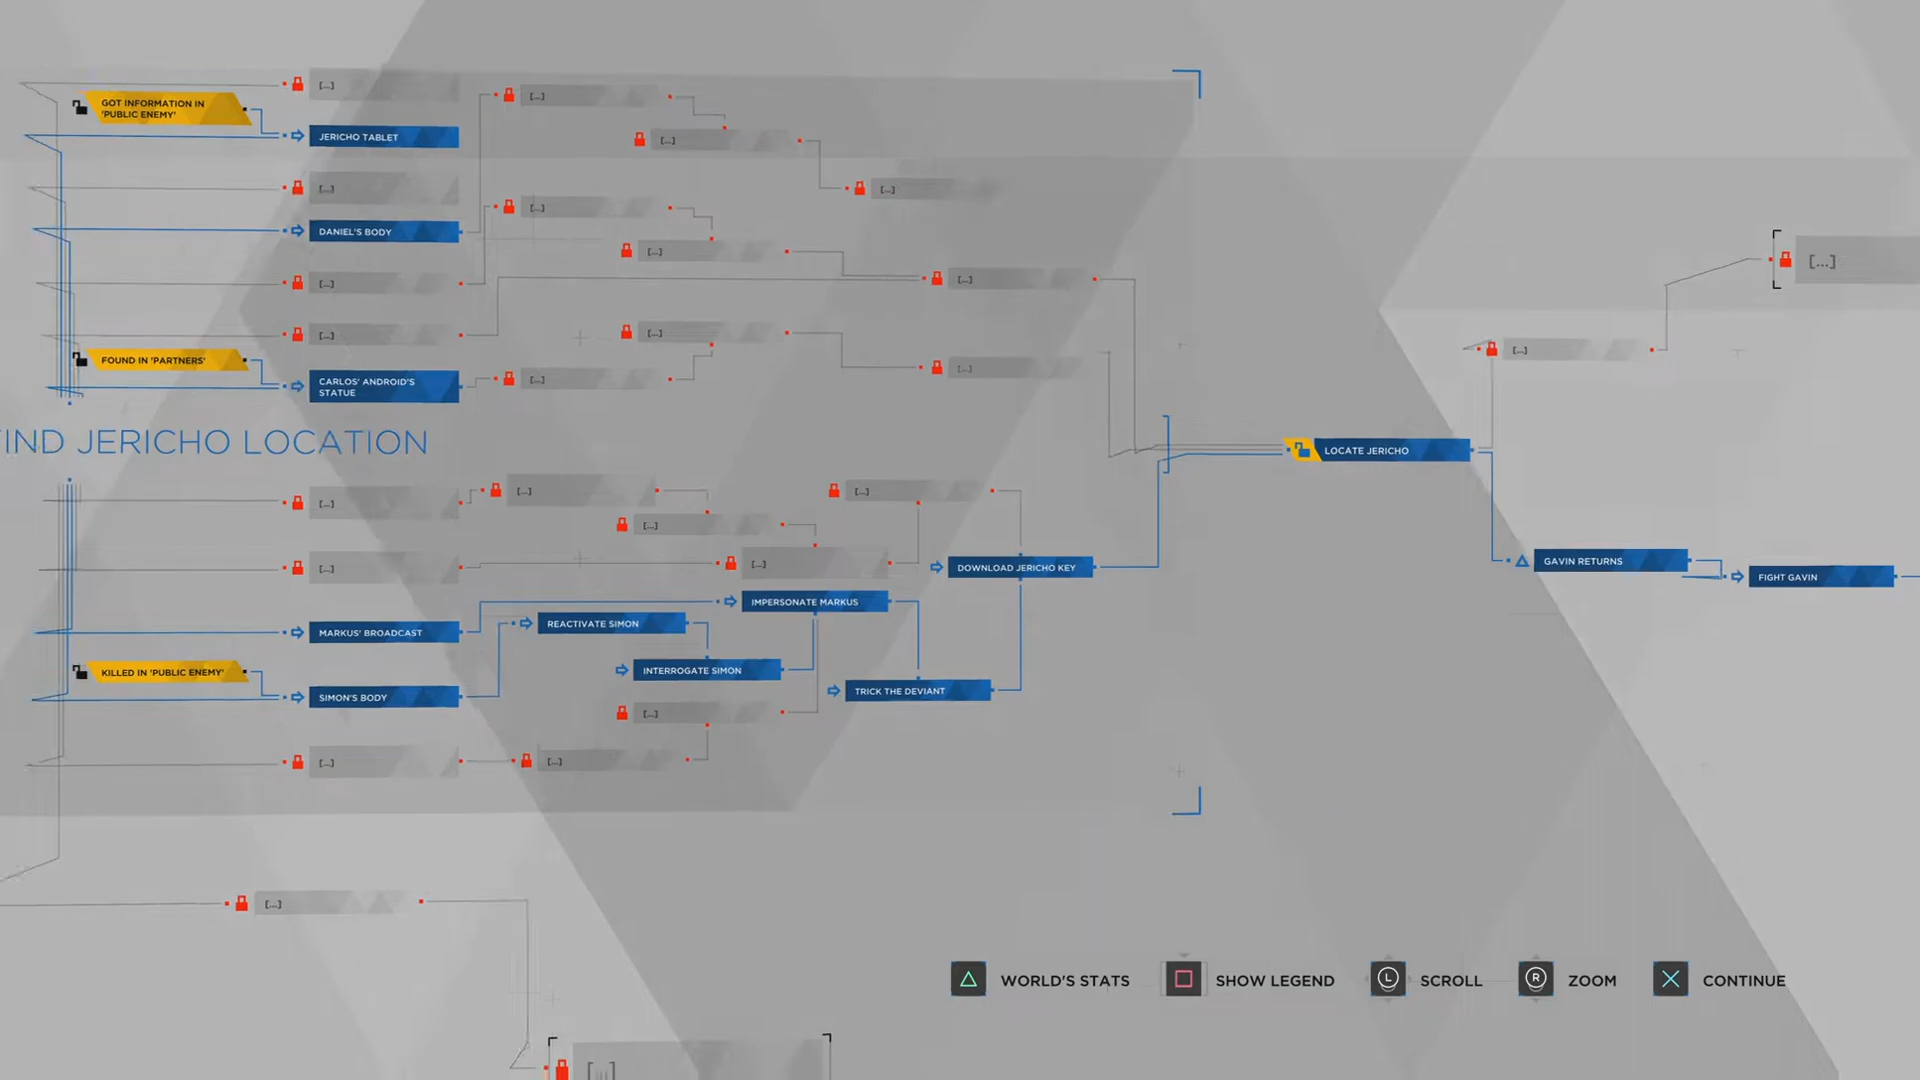 [...]
[...]
GOT INFORMATION IN
'PUBLIC ENEMY'
JERICHO TABLET
[...]
[...]
[...]
DANIEL'S BODY
[...]
[...]
[...]
[...]
[...]
[...]
[...]
[...]
[...]
FOUND IN 'PARTNERS'
[...]
CARLOS' ANDROID'S
STATUE
[...]
FIND JERICHO LOCATION
LOCATE JERICHO
[...]
[...]
[...]
[...]
[...]
[...]
DOWNLOAD JERICHO KEY
GAVIN RETURNS
FIGHT GAVIN
IMPERSONATE MARKUS
REACTIVATE SIMON
MARKUS' BROADCAST
INTERROGATE SIMON
KILLED IN 'PUBLIC ENEMY'
SIMON'S BODY
TRICK THE DEVIANT
[...]
[...]
[...]
[...]
WORLD'S STATS
SHOW LEGEND
L SCROLL
R ZOOM
CONTINUE
[...]